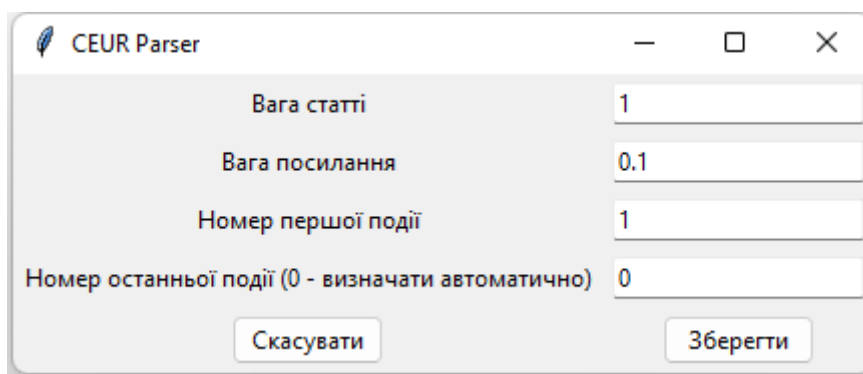 CEUR Parser
Вага статті 1
Вага посилання 0.1
Номер першої події 1
Номер останньої події (0 - визначати автоматично) 0
Скасувати Зберегти